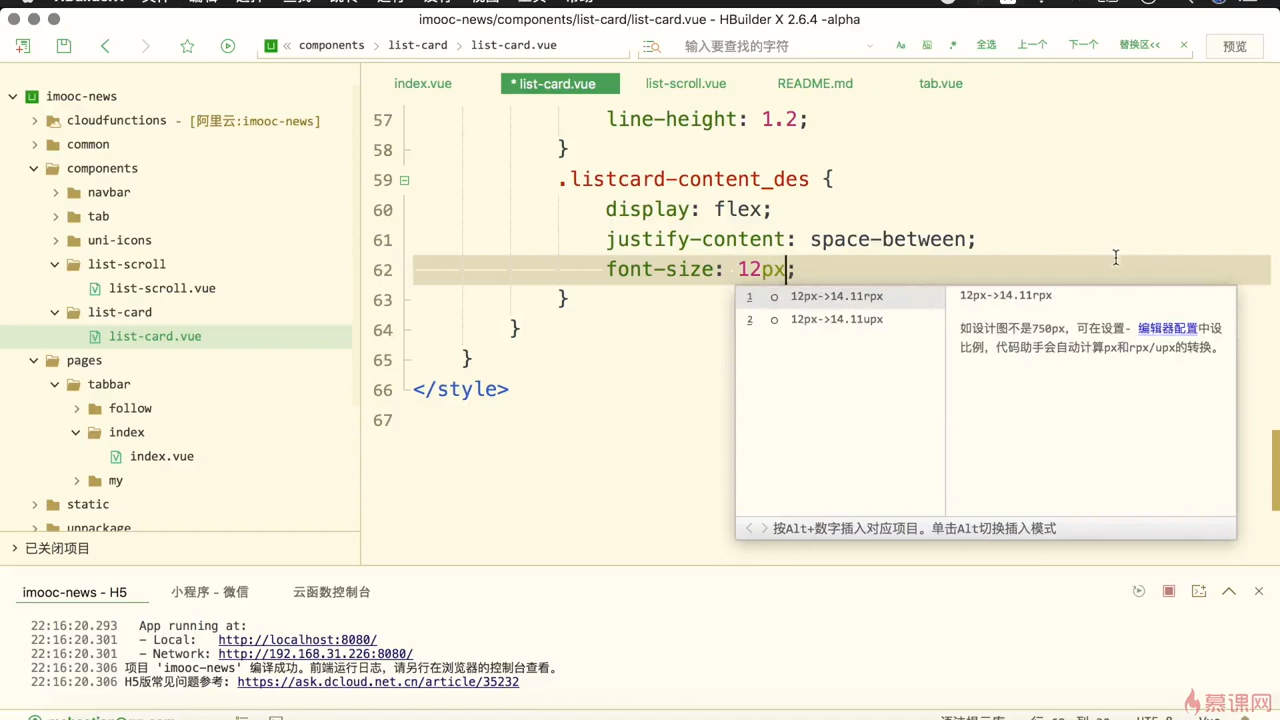 imooc-news/components/list-card/list-card.vue - HBuilder X 2.6.4 -alpha
components
list-card
list-card.vue
输入要查找的字符
Aa
.*
全选
上一个
下一个
替换区<<
预览
index.vue
* list-card.vue
list-scroll.vue
README.md
tab.vue
imooc-news
cloudfunctions - [阿里云:imooc-news]
common
components
navbar
tab
uni-icons
list-scroll
list-scroll.vue
list-card
list-card.vue
pages
tabbar
follow
index
index.vue
my
static
unpackage
已关闭项目
57 line-height: 1.2;
58 }
59 .listcard-content_des {
60 display: flex;
61 justify-content: space-between;
62 font-size: 12px;
63 }
64 }
65 }
66 </style>
67
1 12px->14.11rpx
2 12px->14.11upx
12px->14.11rpx
如设计图不是750px，可在设置- 编辑器配置中设
比例，代码助手会自动计算px和rpx/upx的转换。
按Alt+数字插入对应项目。单击Alt切换插入模式
imooc-news - H5
小程序 - 微信
云函数控制台
22:16:20.293 App running at:
22:16:20.301 - Local: http://localhost:8080/
22:16:20.301 - Network: http://192.168.31.226:8080/
22:16:20.306 项目 'imooc-news' 编译成功。前端运行日志，请另行在浏览器的控制台查看。
22:16:20.306 H5版常见问题参考: https://ask.dcloud.net.cn/article/35232
慕课网